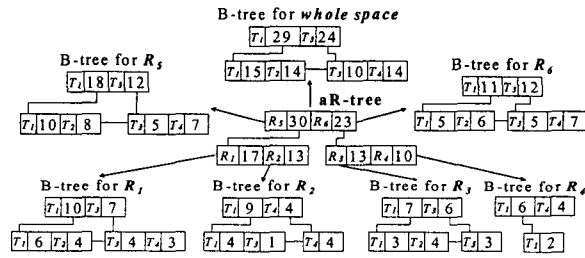 B-tree for whole space
T1 29 T3 24
T1 15 T2 14 T3 10 T4 14
B-tree for R5
T1 18 T3 12
T1 10 T2 8 T3 5 T4 7
B-tree for R6
T1 11 T3 12
T1 5 T2 6 T3 5 T4 7
aR-tree
R5 30 R6 23
R1 17 R2 13 R3 13 R4 10
B-tree for R1
T1 10 T3 7
T1 6 T2 4 T3 4 T4 3
B-tree for R2
T1 9 T4 4
T1 4 T3 1 T4 4
B-tree for R3
T1 7 T3 6
T1 3 T2 4 T3 3
B-tree for R4
T1 6 T4 4
T1 2